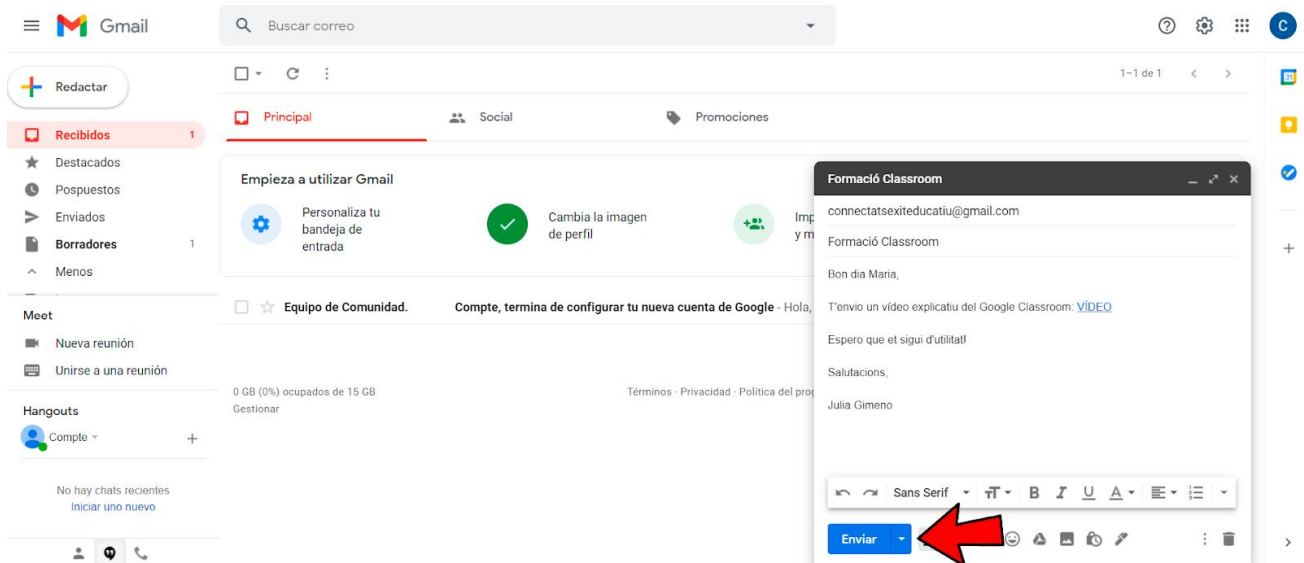 Gmail
Buscar correo
C
Redactar
1-1 de 1
31
Principal
Social
Promociones
Recibidos 1
Destacados
Pospuestos
Enviados
Borradores 1
Menos
Empieza a utilizar Gmail
Personaliza tu
bandeja de
entrada
Cambia la imagen
de perfil
Imp
y m
Equipo de Comunidad. Compte, termina de configurar tu nueva cuenta de Google - Hola,
Meet
Nueva reunión
Unirse a una reunión
0 GB (0%) ocupados de 15 GB
Gestionar
Términos · Privacidad · Política del prog
Hangouts
Compte
No hay chats recientes
Iniciar uno nuevo
Formació Classroom
connectatsexiteducatiu@gmail.com
Formació Classroom
Bon dia Maria,
T'envio un vídeo explicatiu del Google Classroom: VÍDEO
Espero que et sigui d'utilitat!
Salutacions,
Julia Gimeno
Sans Serif
B I U A
Enviar